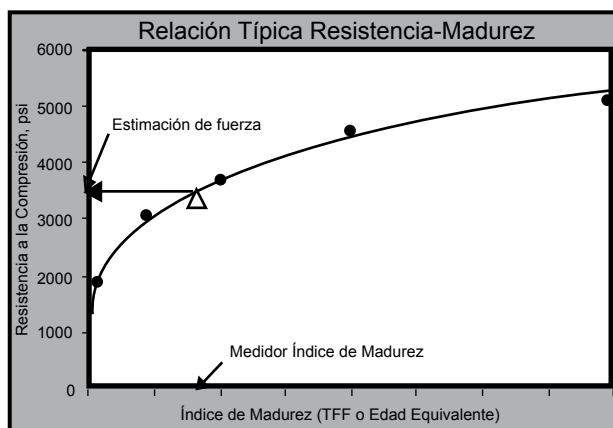 Relación Típica Resistencia-Madurez
6000
5000
4000
3000
2000
1000
0
Resistencia a la Compresión, psi
Estimación de fuerza
Medidor Índice de Madurez
Índice de Madurez (TFF o Edad Equivalente)